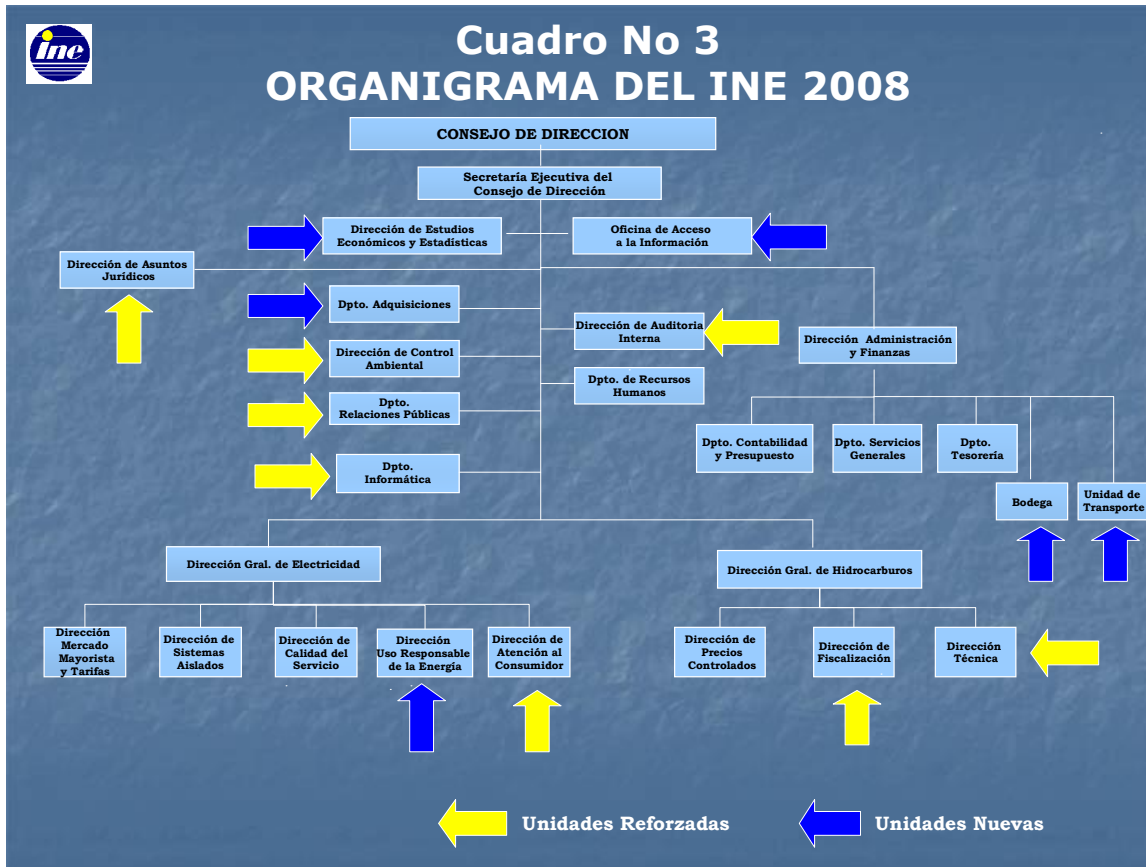 ine
Cuadro No 3
ORGANIGRAMA DEL INE 2008
CONSEJO DE DIRECCION
Secretaría Ejecutiva del
Consejo de Dirección
Dirección de Estudios
Económicos y Estadísticas
Oficina de Acceso
a la Información
Dirección de Asuntos
Jurídicos
Dpto. Adquisiciones
Dirección de Auditoria
Interna
Dirección Administración
y Finanzas
Dirección de Control
Ambiental
Dpto. de Recursos
Humanos
Dpto.
Relaciones Públicas
Dpto. Contabilidad
y Presupuesto
Dpto. Servicios
Generales
Dpto.
Tesorería
Dpto.
Informática
Bodega
Unidad de
Transporte
Dirección Gral. de Electricidad
Dirección Gral. de Hidrocarburos
Dirección
Mercado
Mayorista
y Tarifas
Dirección de
Sistemas
Aislados
Dirección de
Calidad del
Servicio
Dirección
Uso Responsable
de la Energía
Dirección de
Atención al
Consumidor
Dirección de
Precios
Controlados
Dirección de
Fiscalización
Dirección
Técnica
Unidades Reforzadas
Unidades Nuevas